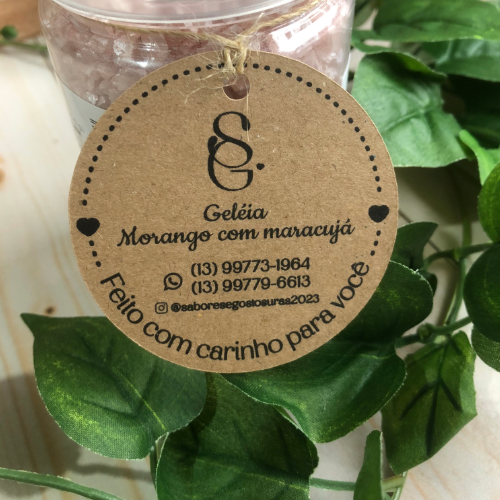 SG
Geléia
Morango com maracujá
(13) 99773-1964
(13) 99779-6613
@saboresegostosuras2023
Feito com carinho para você